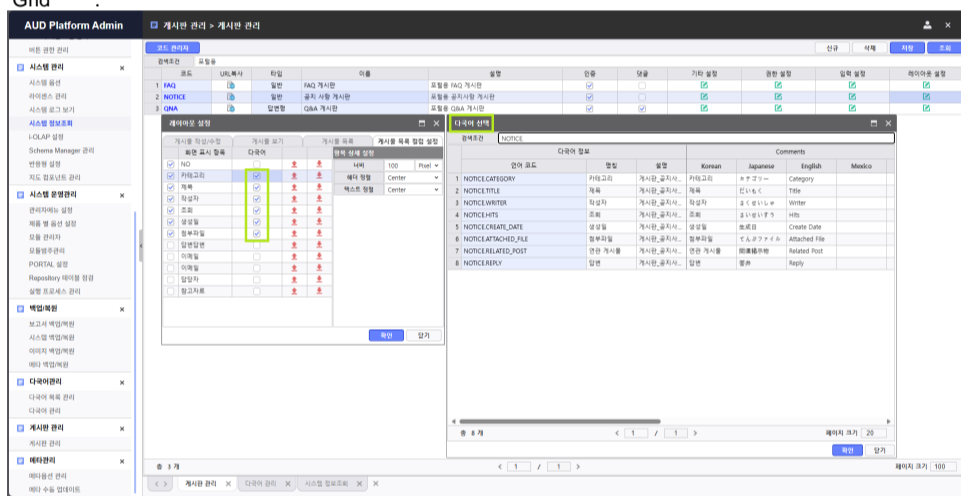 AUD Platform Admin
게시판 관리 > 게시판 관리
버튼 권한 관리
시스템 관리
시스템 옵션
라이센스 관리
시스템 로그 보기
시스템 정보조회
i-OLAP 설정
Schema Manager 관리
반응형 설정
지도 컴포넌트 관리
시스템 운영관리
관리자메뉴 설정
제품 별 옵션 설정
모듈 관리자
모듈범주관리
PORTAL 설정
Repository 테이블 점검
실행 프로세스 관리
백업/복원
보고서 백업/복원
시스템 백업/복원
이미지 백업/복원
메타 백업/복원
다국어관리
다국어 목록 관리
다국어 관리
게시판 관리
게시판 관리
메타관리
메타옵션 관리
메타 수동 업데이트
코드 관리자
신규 삭제 저장 조회
검색조건 포털용
코드 URL복사 타입 이름 설명 인증 댓글 기타 설정 권한 설정 입력 설정 레이아웃 설정
1 FAQ 일반 FAQ 게시판 포털용 FAQ 게시판
2 NOTICE 일반 공지 사항 게시판 포털용 공지사항 게시판
3 QNA 답변형 Q&A 게시판 포털용 Q&A 게시판
레이아웃 설정
게시물 작성/수정 게시물 보기 게시물 목록 게시물 목록 컬럼 설정
화면 표시 항목 다국어 항목 상세 설정
NO
카테고리
제목
작성자
조회
생성일
첨부파일
답변답변
이메일
이메일
담당자
참고자료
너비 100 Pixel
헤더 정렬 Center
텍스트 정렬 Center
확인 닫기
다국어 선택
검색조건 NOTICE.
다국어 정보 Comments
언어 코드 명칭 설명 Korean Japanese English Mexico
1 NOTICE.CATEGORY 카테고리 게시판_공지사... 카테고리 カテゴリー Category
2 NOTICE.TITLE 제목 게시판_공지사... 제목 だいもく Title
3 NOTICE.WRITER 작성자 게시판_공지사... 작성자 さくせいしゃ Writer
4 NOTICE.HITS 조회 게시판_공지사... 조회 Hits
5 NOTICE.CREATE_DATE 생성일 게시판_공지사... 생성일 生成日 Create Date
6 NOTICE.ATTACHED_FILE 첨부파일 게시판_공지사... 첨부파일 てんぷファイル Attached File
7 NOTICE.RELATED_POST 연관 게시물 게시판_공지사... 연관 게시물 Related Post
8 NOTICE.REPLY 답변 게시판_공지사... 답변 Reply
총 8 개 < 1 / 1 > 페이지 크기 20
확인 닫기
총 3 개 < 1 / 1 > 페이지 크기 100
게시판 관리 다국어 관리 시스템 정보조회